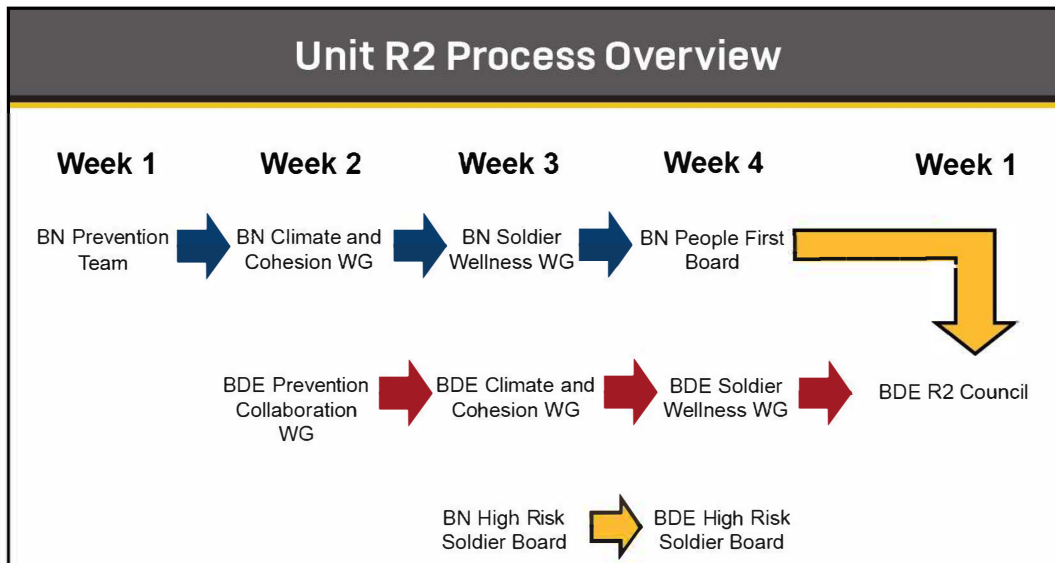 Unit R2 Process Overview
Week 1
Week 2
Week 3
Week 4
Week 1
BN Prevention
Team
BN Climate and
Cohesion WG
BN Soldier
Wellness WG
BN People First
Board
BDE Prevention
Collaboration
WG
BDE Climate and
Cohesion WG
BDE Soldier
Wellness WG
BDE R2 Council
BN High Risk
Soldier Board
BDE High Risk
Soldier Board